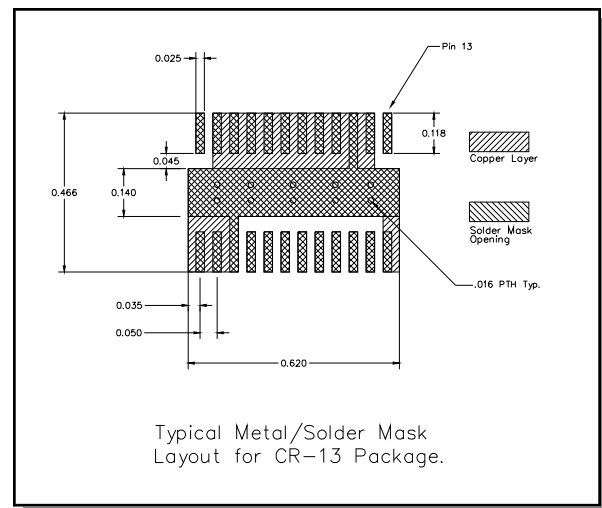 0.025
Pin 13
0.118
0.045
Copper Layer
0.466
0.140
Solder Mask
Opening
.016 PTH Typ.
0.035
0.050
0.620
Typical Metal/Solder Mask
Layout for CR-13 Package.